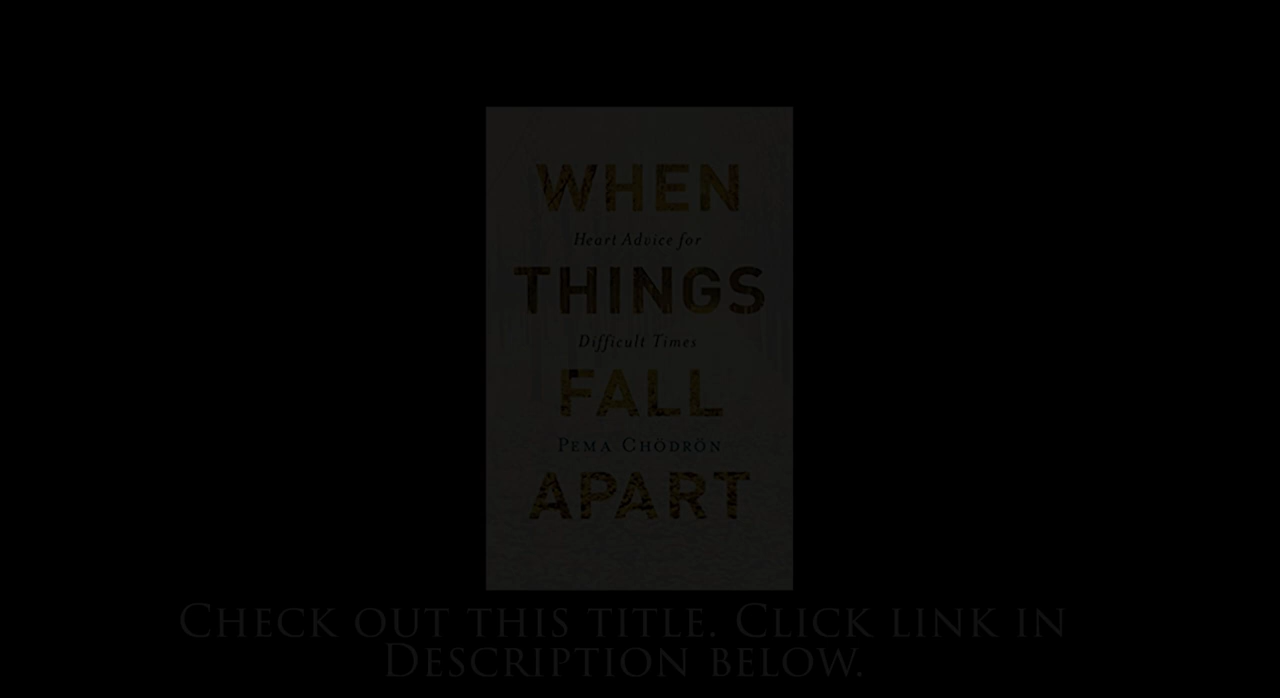 WHEN
Heart Advice for
THINGS
Difficult Times
FALL
PEMA CHÖDRÖN
APART
CHECK OUT THIS TITLE. CLICK LINK IN
DESCRIPTION BELOW.